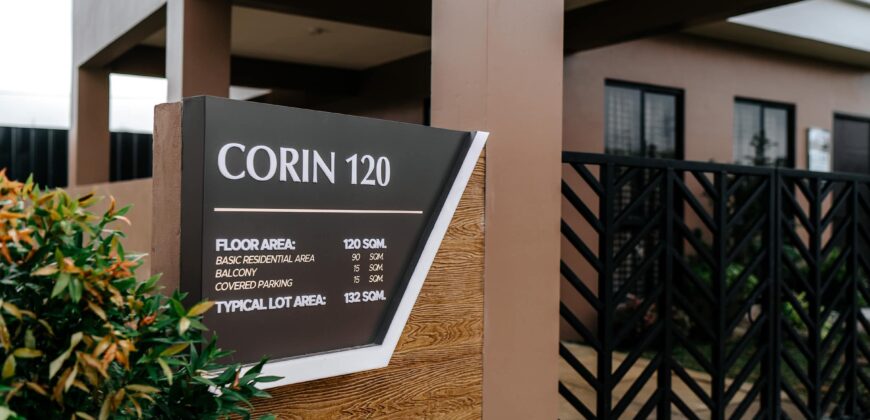 CORIN 120
FLOOR AREA: 120 SQM.
BASIC RESIDENTIAL AREA 90 SQM.
BALCONY 15 SQM.
COVERED PARKING 15 SQM.
TYPICAL LOT AREA: 132 SQM.